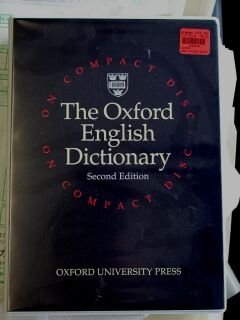 ON COMPACT DISC
The Oxford
English
Dictionary
Second Edition
ON COMPACT DISC
OXFORD UNIVERSITY PRESS